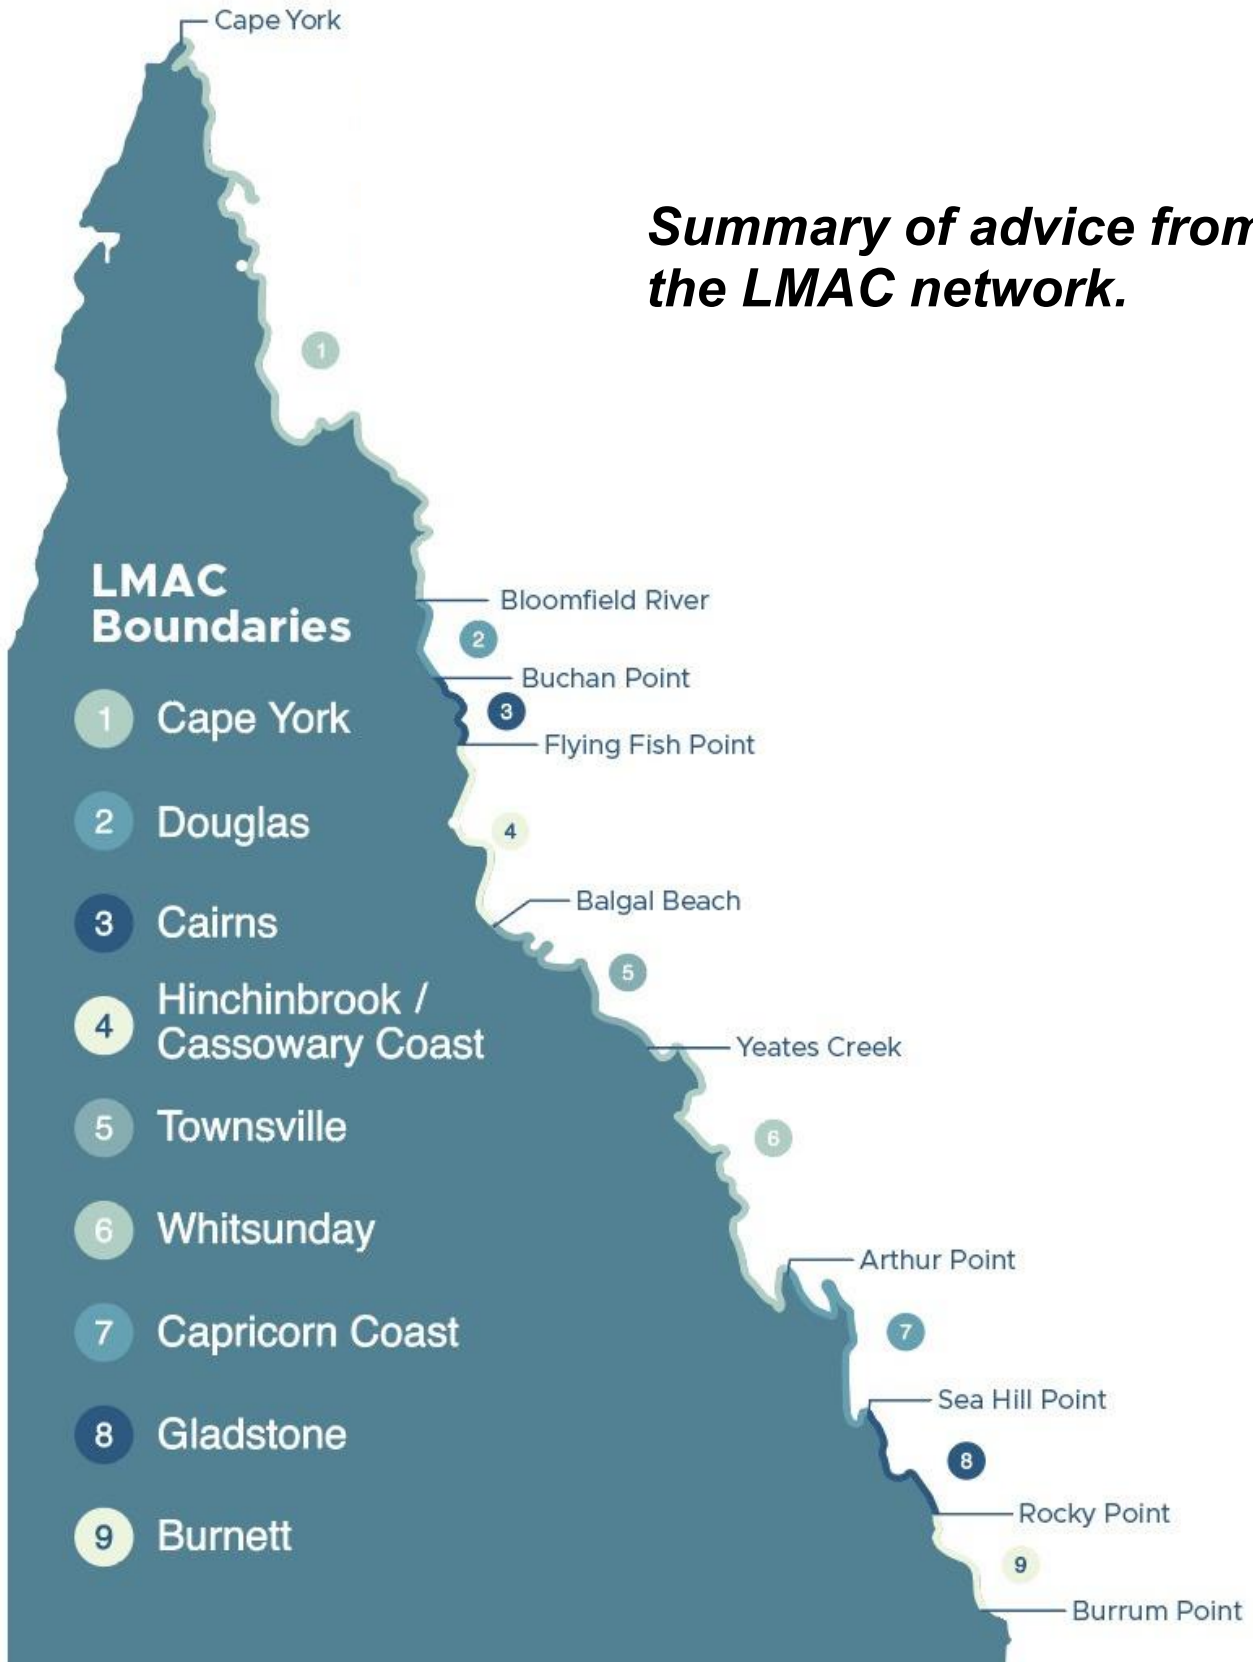 Cape York
Summary of advice from
the LMAC network.
1
LMAC
Boundaries
Bloomfield River
2
Buchan Point
3
Flying Fish Point
4
Balgal Beach
5
Yeates Creek
6
Arthur Point
7
Sea Hill Point
8
Rocky Point
9
Burrum Point
1 Cape York
2 Douglas
3 Cairns
4 Hinchinbrook /
Cassowary Coast
5 Townsville
6 Whitsunday
7 Capricorn Coast
8 Gladstone
9 Burnett